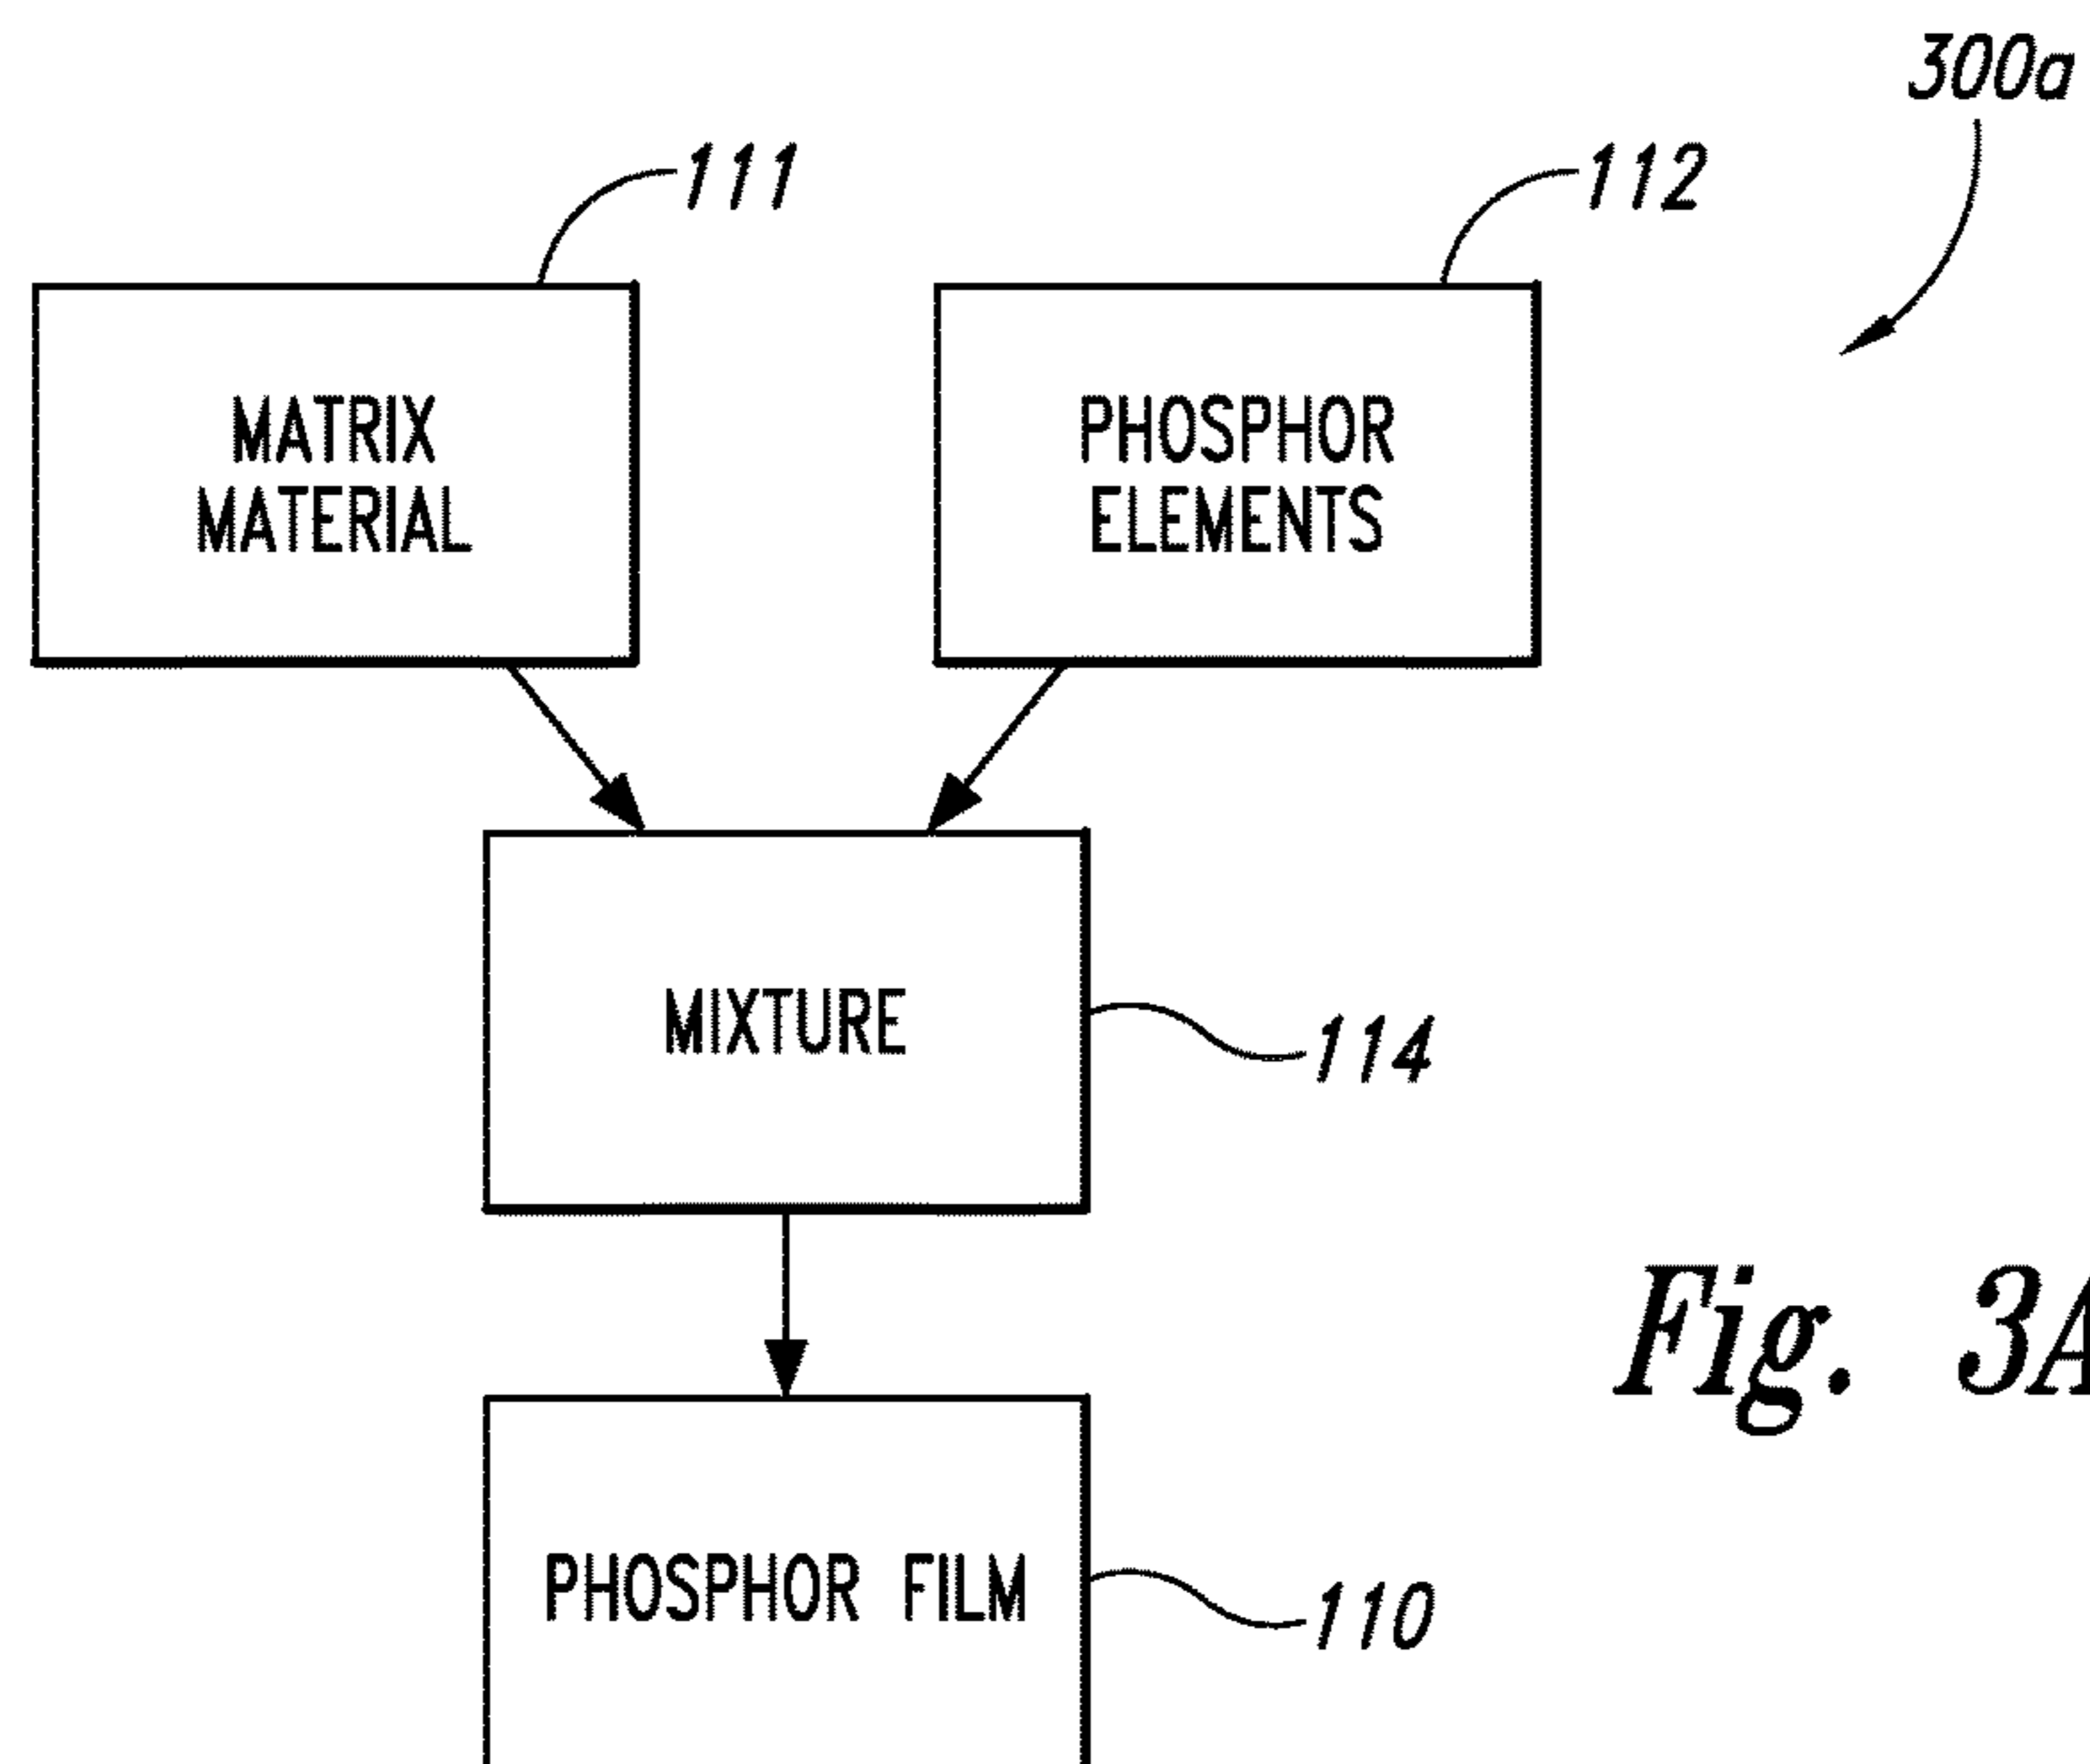 300a
111
112
MATRIX
MATERIAL
PHOSPHOR
ELEMENTS
MIXTURE
114
Fig. 3A
PHOSPHOR FILM
110